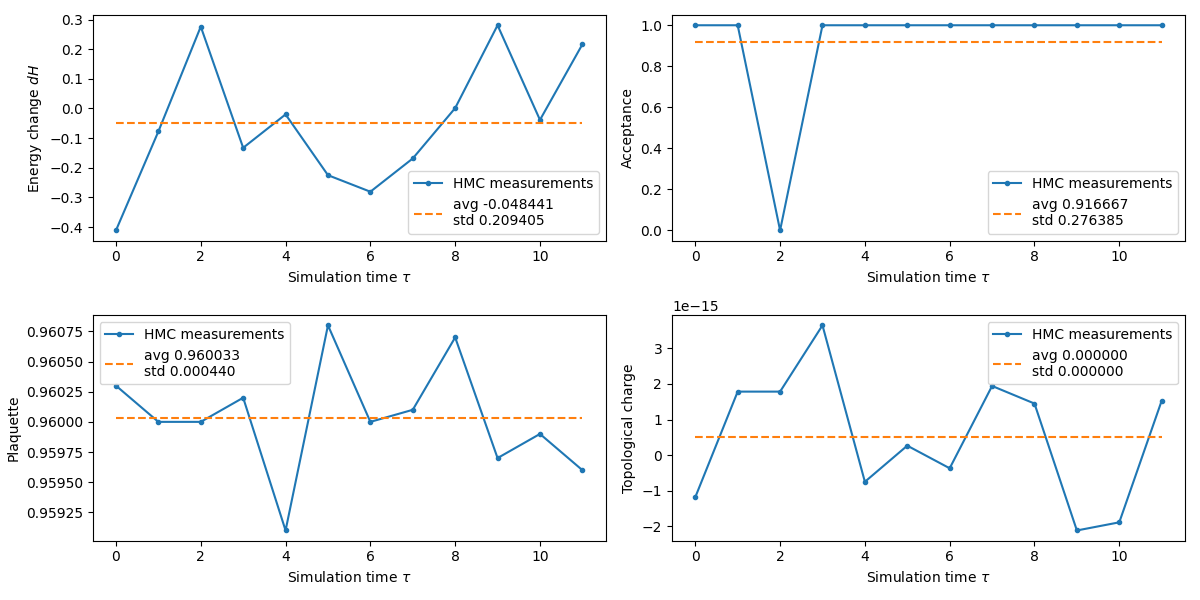 0.3
0.2
0.1
0.0
−0.1
−0.2
−0.3
−0.4
Energy change dH
HMC measurements
avg -0.048441
std 0.209405
0 2 4 6 8 10
Simulation time τ
1.0
0.8
0.6
0.4
0.2
0.0
Acceptance
HMC measurements
avg 0.916667
std 0.276385
0 2 4 6 8 10
Simulation time τ
0.96075
0.96050
0.96025
0.96000
0.95975
0.95950
0.95925
Plaquette
HMC measurements
avg 0.960033
std 0.000440
0 2 4 6 8 10
Simulation time τ
1e−15
3
2
1
0
−1
−2
Topological charge
HMC measurements
avg 0.000000
std 0.000000
0 2 4 6 8 10
Simulation time τ